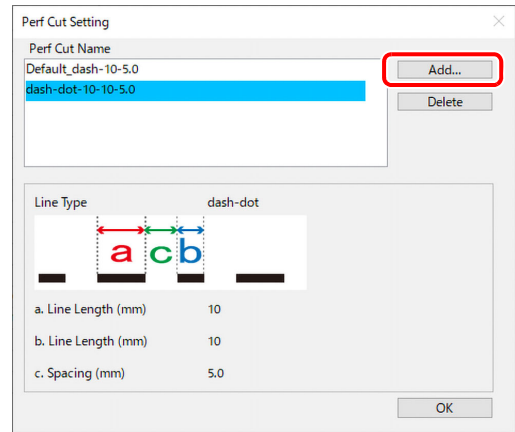 Perf Cut Setting
Perf Cut Name
Default_dash-10-5.0
Add...
dash-dot-10-10-5.0
Delete
Line Type dash-dot
a c b
a. Line Length (mm) 10
b. Line Length (mm) 10
c. Spacing (mm) 5.0
OK